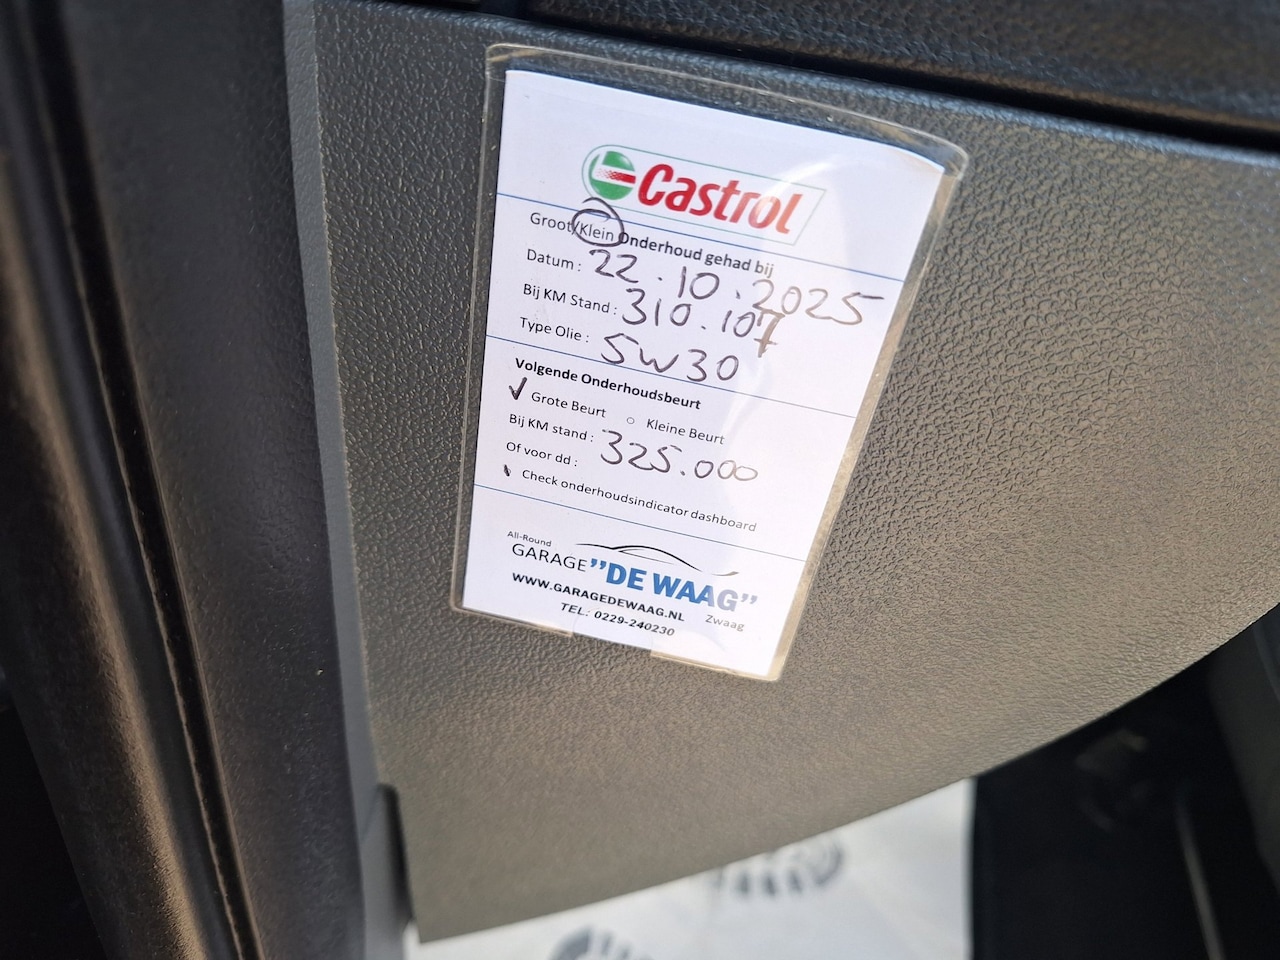 Castrol
Groot/Klein Onderhoud gehad bij
Datum : 22.10.2025
Bij KM Stand : 310.107
Type Olie : 5W30
Volgende Onderhoudsbeurt
✓ Grote Beurt ○ Kleine Beurt
Bij KM stand : 325.000
Of voor dd :
Check onderhoudsindicator dashboard
All-Round
GARAGE "DE WAAG"
WWW.GARAGEDEWAAG.NL Zwaag
TEL: 0229-240230